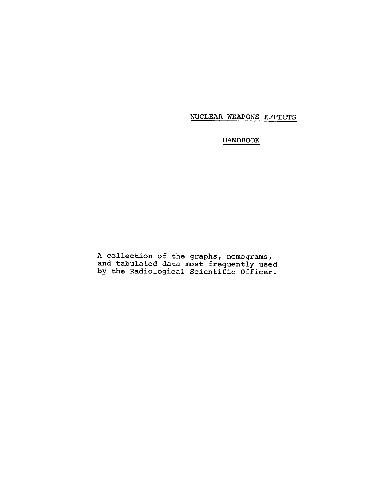 NUCLEAR WEAPONS EFFECTS
HANDBOOK
A collection of the graphs, nomograms,
and tabulated data most frequently used
by the Radiological Scientific Officer.